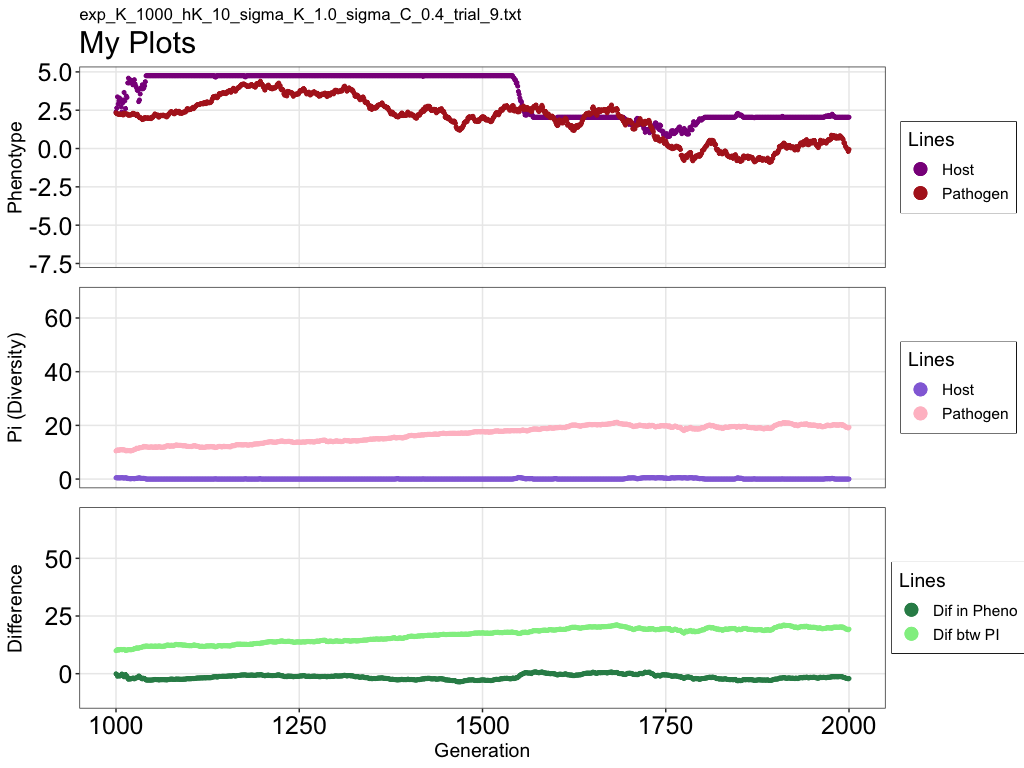 exp_K_1000_hK_10_sigma_K_1.0_sigma_C_0.4_trial_9.txt
My Plots
Phenotype
5.0
2.5
0.0
-2.5
-5.0
-7.5
Lines
Host
Pathogen
Pi (Diversity)
60
40
20
0
Lines
Host
Pathogen
Difference
50
25
0
Lines
Dif in Pheno
Dif btw PI
1000 1250 1500 1750 2000
Generation